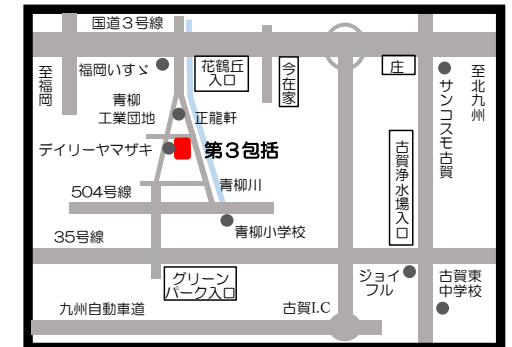 国道3号線
至福岡
福岡いすゞ
花鶴丘
入口
今在家
庄
サンコスモ古賀
至北九州
青柳
工業団地
正龍軒
デイリーヤマザキ
第3包括
古賀浄水場入口
504号線
青柳川
青柳小学校
35号線
グリーン
パーク入口
ジョイ
フル
古賀東
中学校
九州自動車道
古賀I.C